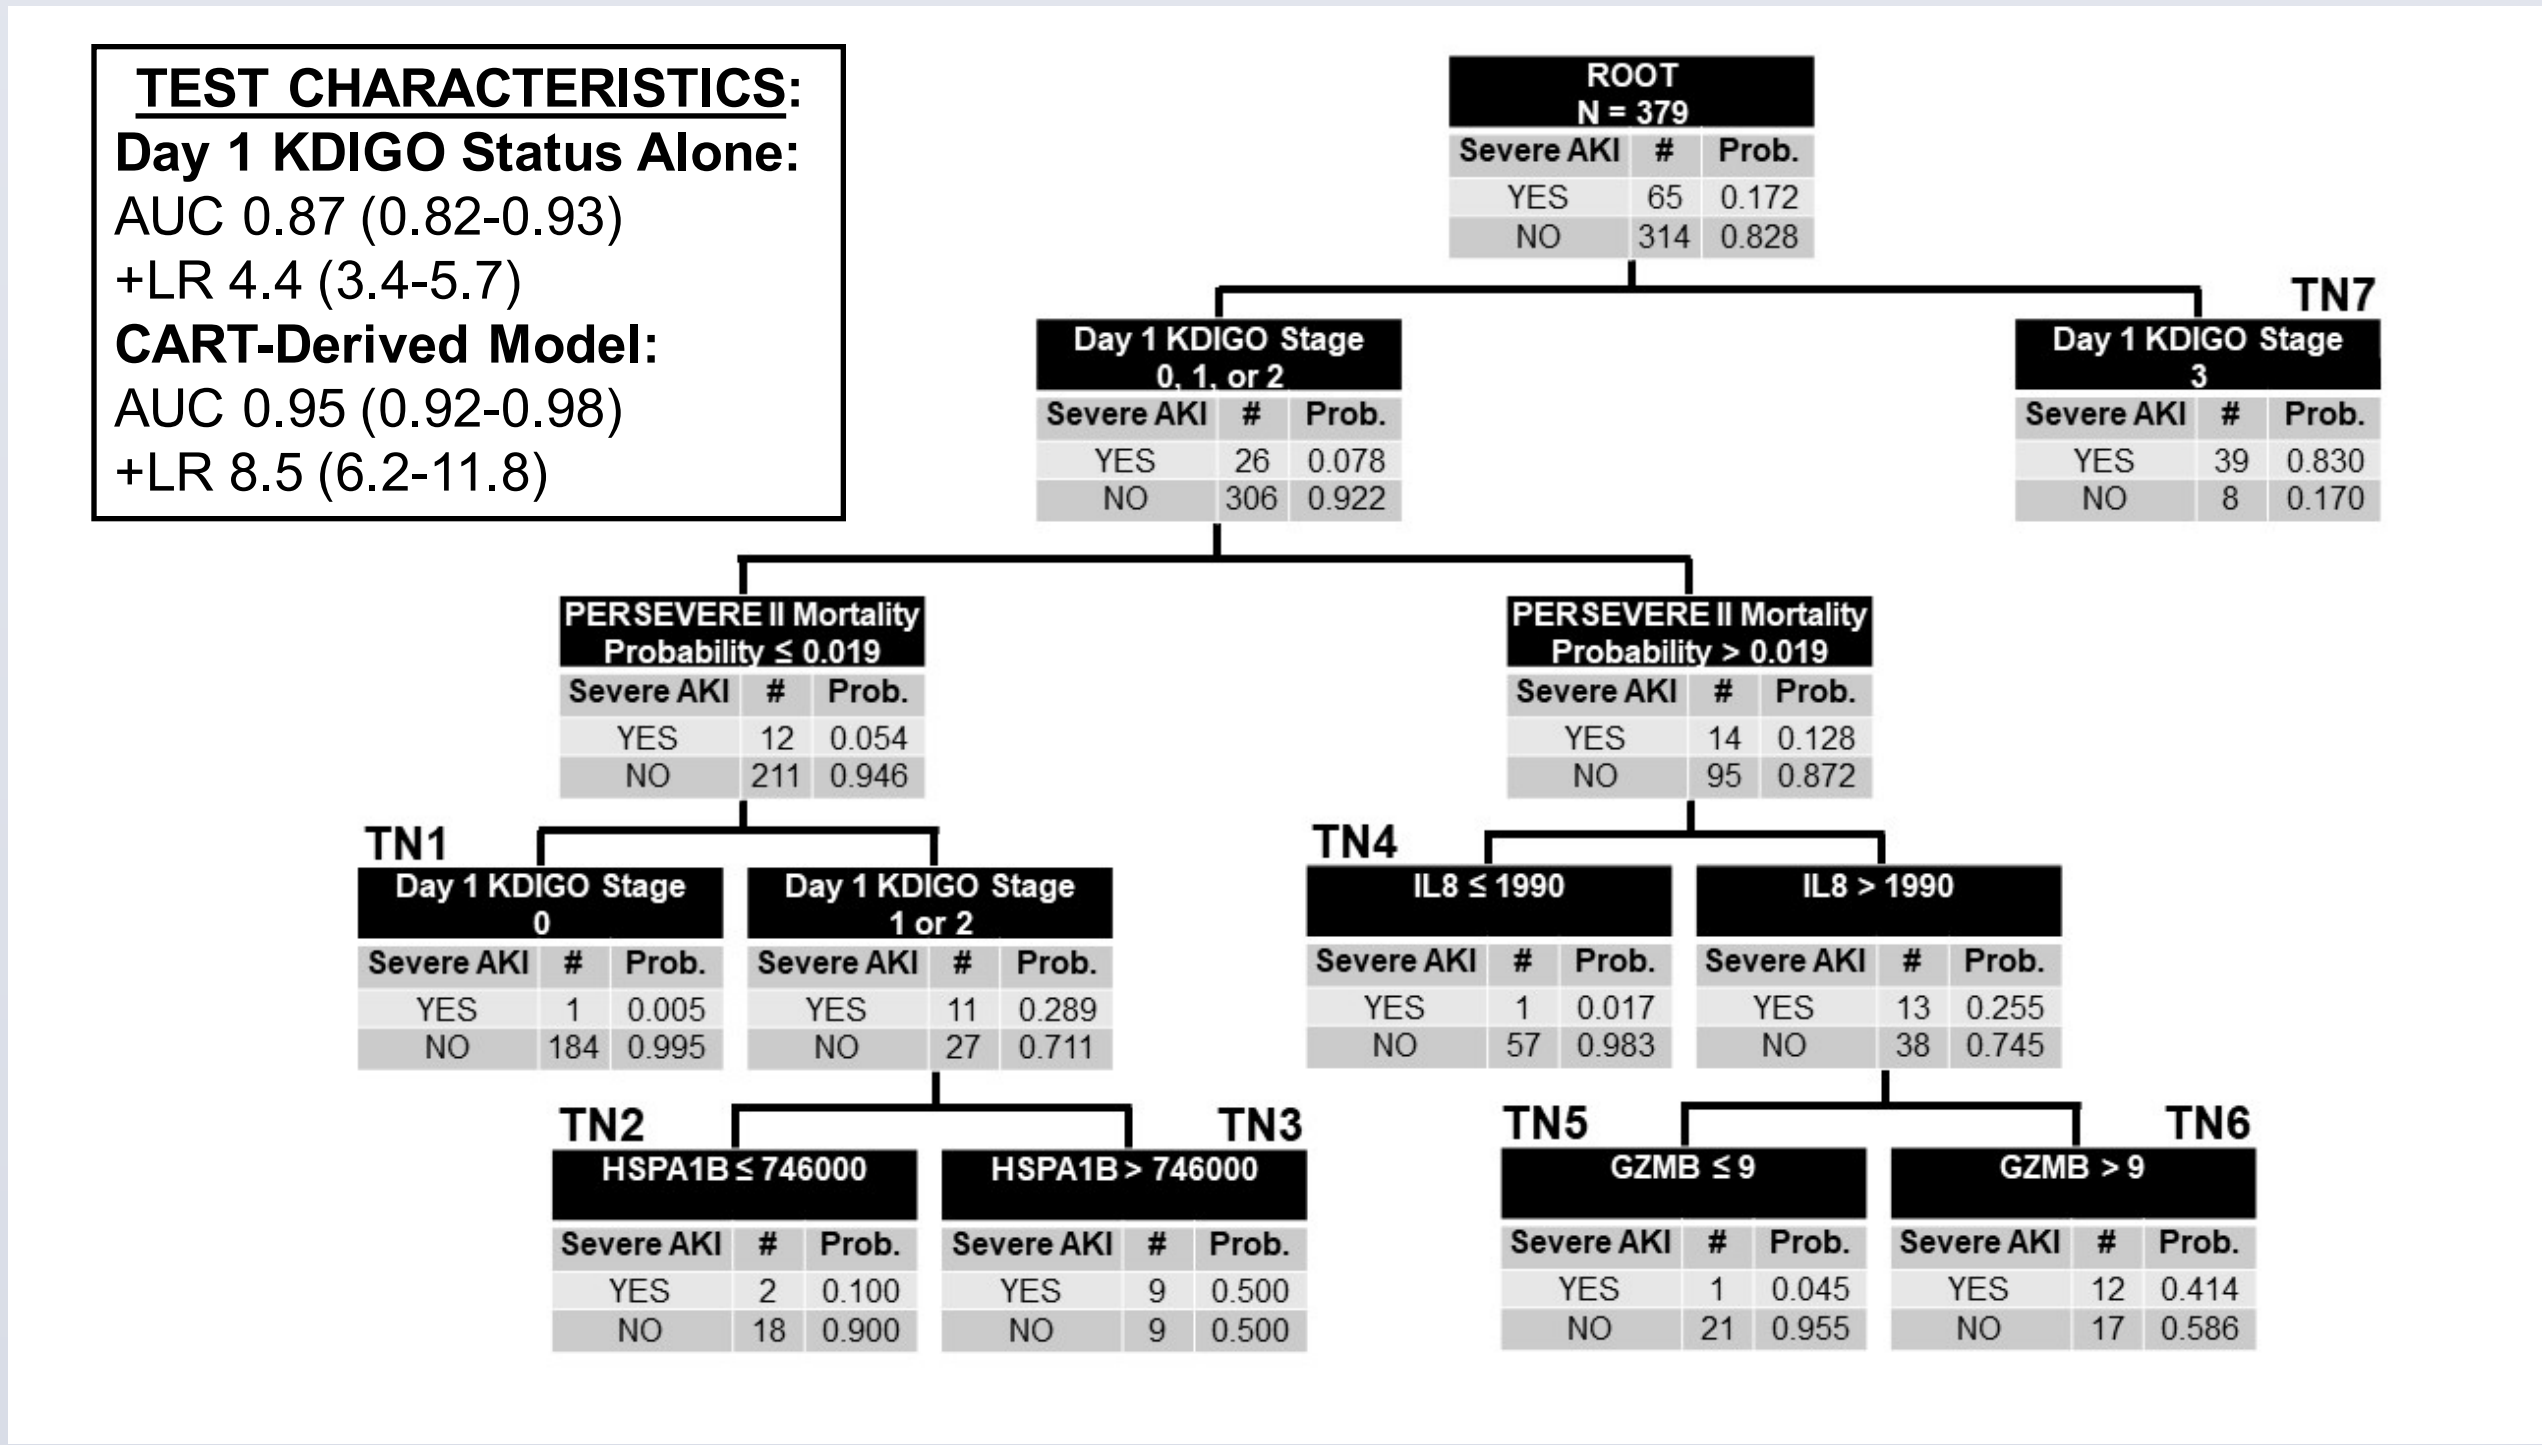 TEST CHARACTERISTICS:
Day 1 KDIGO Status Alone:
AUC 0.87 (0.82-0.93)
+LR 4.4 (3.4-5.7)
CART-Derived Model:
AUC 0.95 (0.92-0.98)
+LR 8.5 (6.2-11.8)
ROOT
N = 379
Severe AKI # Prob.
YES 65 0.172
NO 314 0.828
Day 1 KDIGO Stage
0, 1, or 2
Severe AKI # Prob.
YES 26 0.078
NO 306 0.922
TN7
Day 1 KDIGO Stage
3
Severe AKI # Prob.
YES 39 0.830
NO 8 0.170
PERSEVERE II Mortality
Probability ≤ 0.019
Severe AKI # Prob.
YES 12 0.054
NO 211 0.946
PERSEVERE II Mortality
Probability > 0.019
Severe AKI # Prob.
YES 14 0.128
NO 95 0.872
TN1
Day 1 KDIGO Stage
0
Severe AKI # Prob.
YES 1 0.005
NO 184 0.995
Day 1 KDIGO Stage
1 or 2
Severe AKI # Prob.
YES 11 0.289
NO 27 0.711
TN4
IL8 ≤ 1990
Severe AKI # Prob.
YES 1 0.017
NO 57 0.983
IL8 > 1990
Severe AKI # Prob.
YES 13 0.255
NO 38 0.745
TN2
HSPA1B ≤ 746000
Severe AKI # Prob.
YES 2 0.100
NO 18 0.900
TN3
HSPA1B > 746000
Severe AKI # Prob.
YES 9 0.500
NO 9 0.500
TN5
GZMB ≤ 9
Severe AKI # Prob.
YES 1 0.045
NO 21 0.955
TN6
GZMB > 9
Severe AKI # Prob.
YES 12 0.414
NO 17 0.586